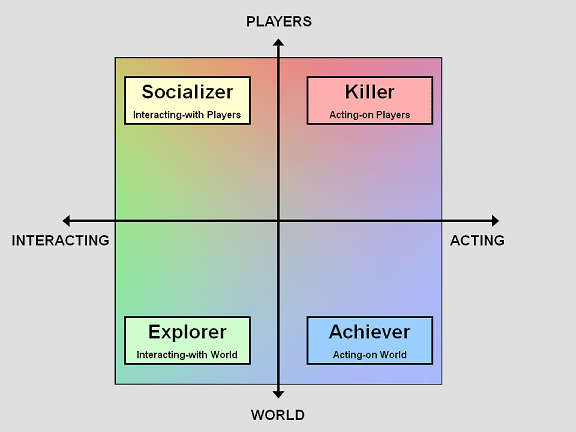 PLAYERS
Socializer
Interacting-with Players
Killer
Acting-on Players
INTERACTING
ACTING
Explorer
Interacting-with World
Achiever
Acting-on World
WORLD